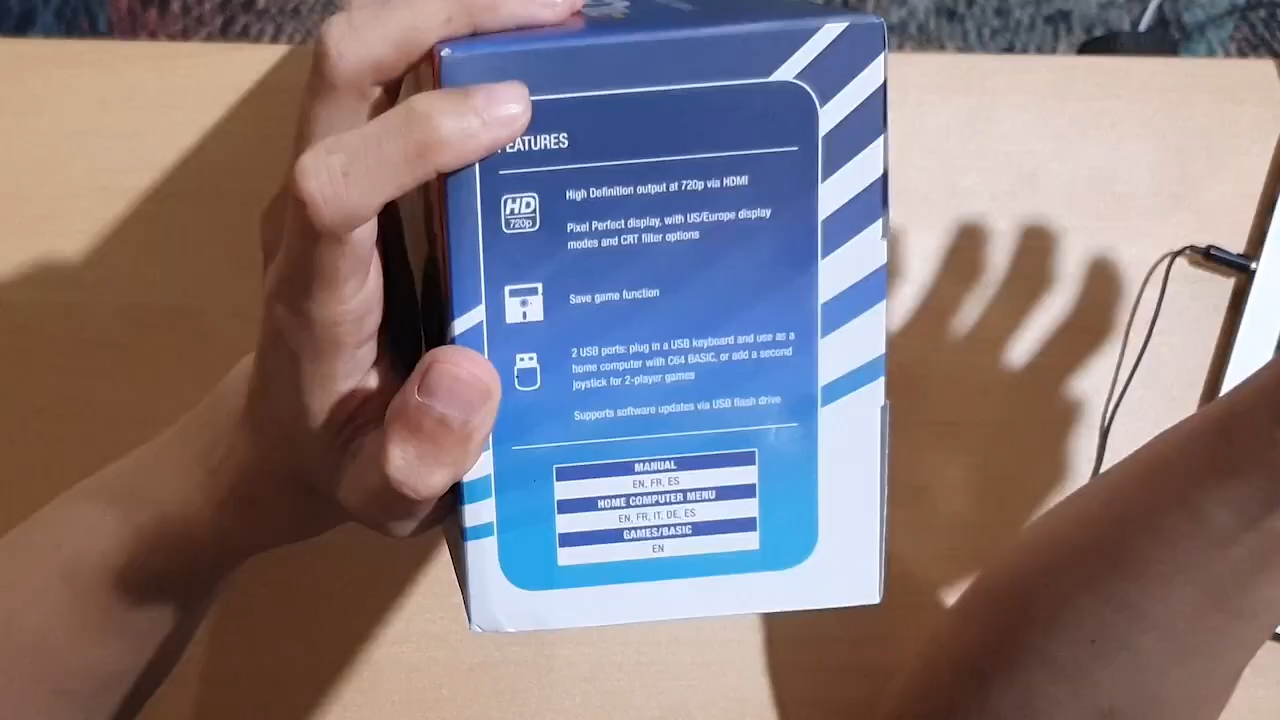 FEATURES
HD
720p
High Definition output at 720p via HDMI
Pixel Perfect display, with US/Europe display
modes and CRT filter options
Save game function
2 USB ports: plug in a USB keyboard and use as a
home computer with C64 BASIC, or add a second
joystick for 2-player games
Supports software updates via USB flash drive
MANUAL
EN, FR, ES
HOME COMPUTER MENU
EN, FR, IT, DE, ES
GAMES/BASIC
EN